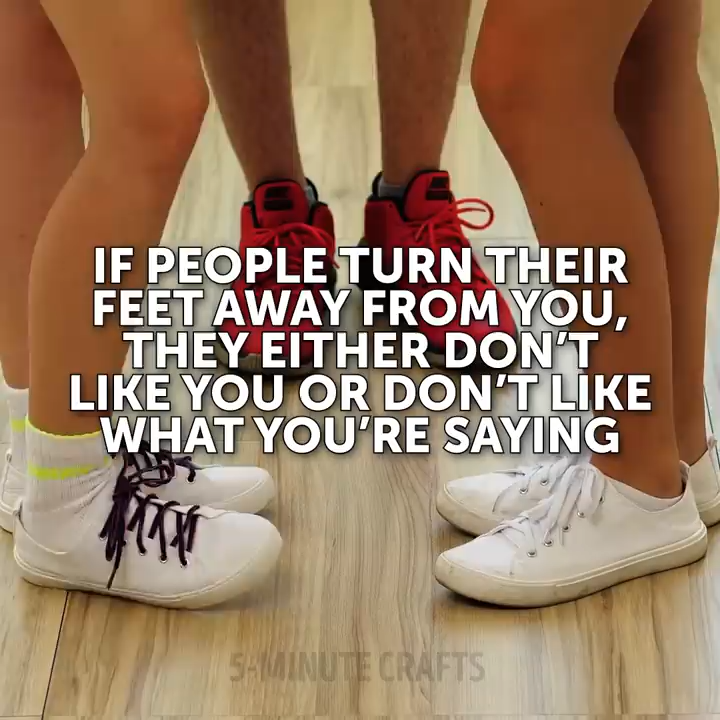 IF PEOPLE TURN THEIR
FEET AWAY FROM YOU,
THEY EITHER DON'T
LIKE YOU OR DON'T LIKE
WHAT YOU'RE SAYING
5-MINUTE CRAFTS